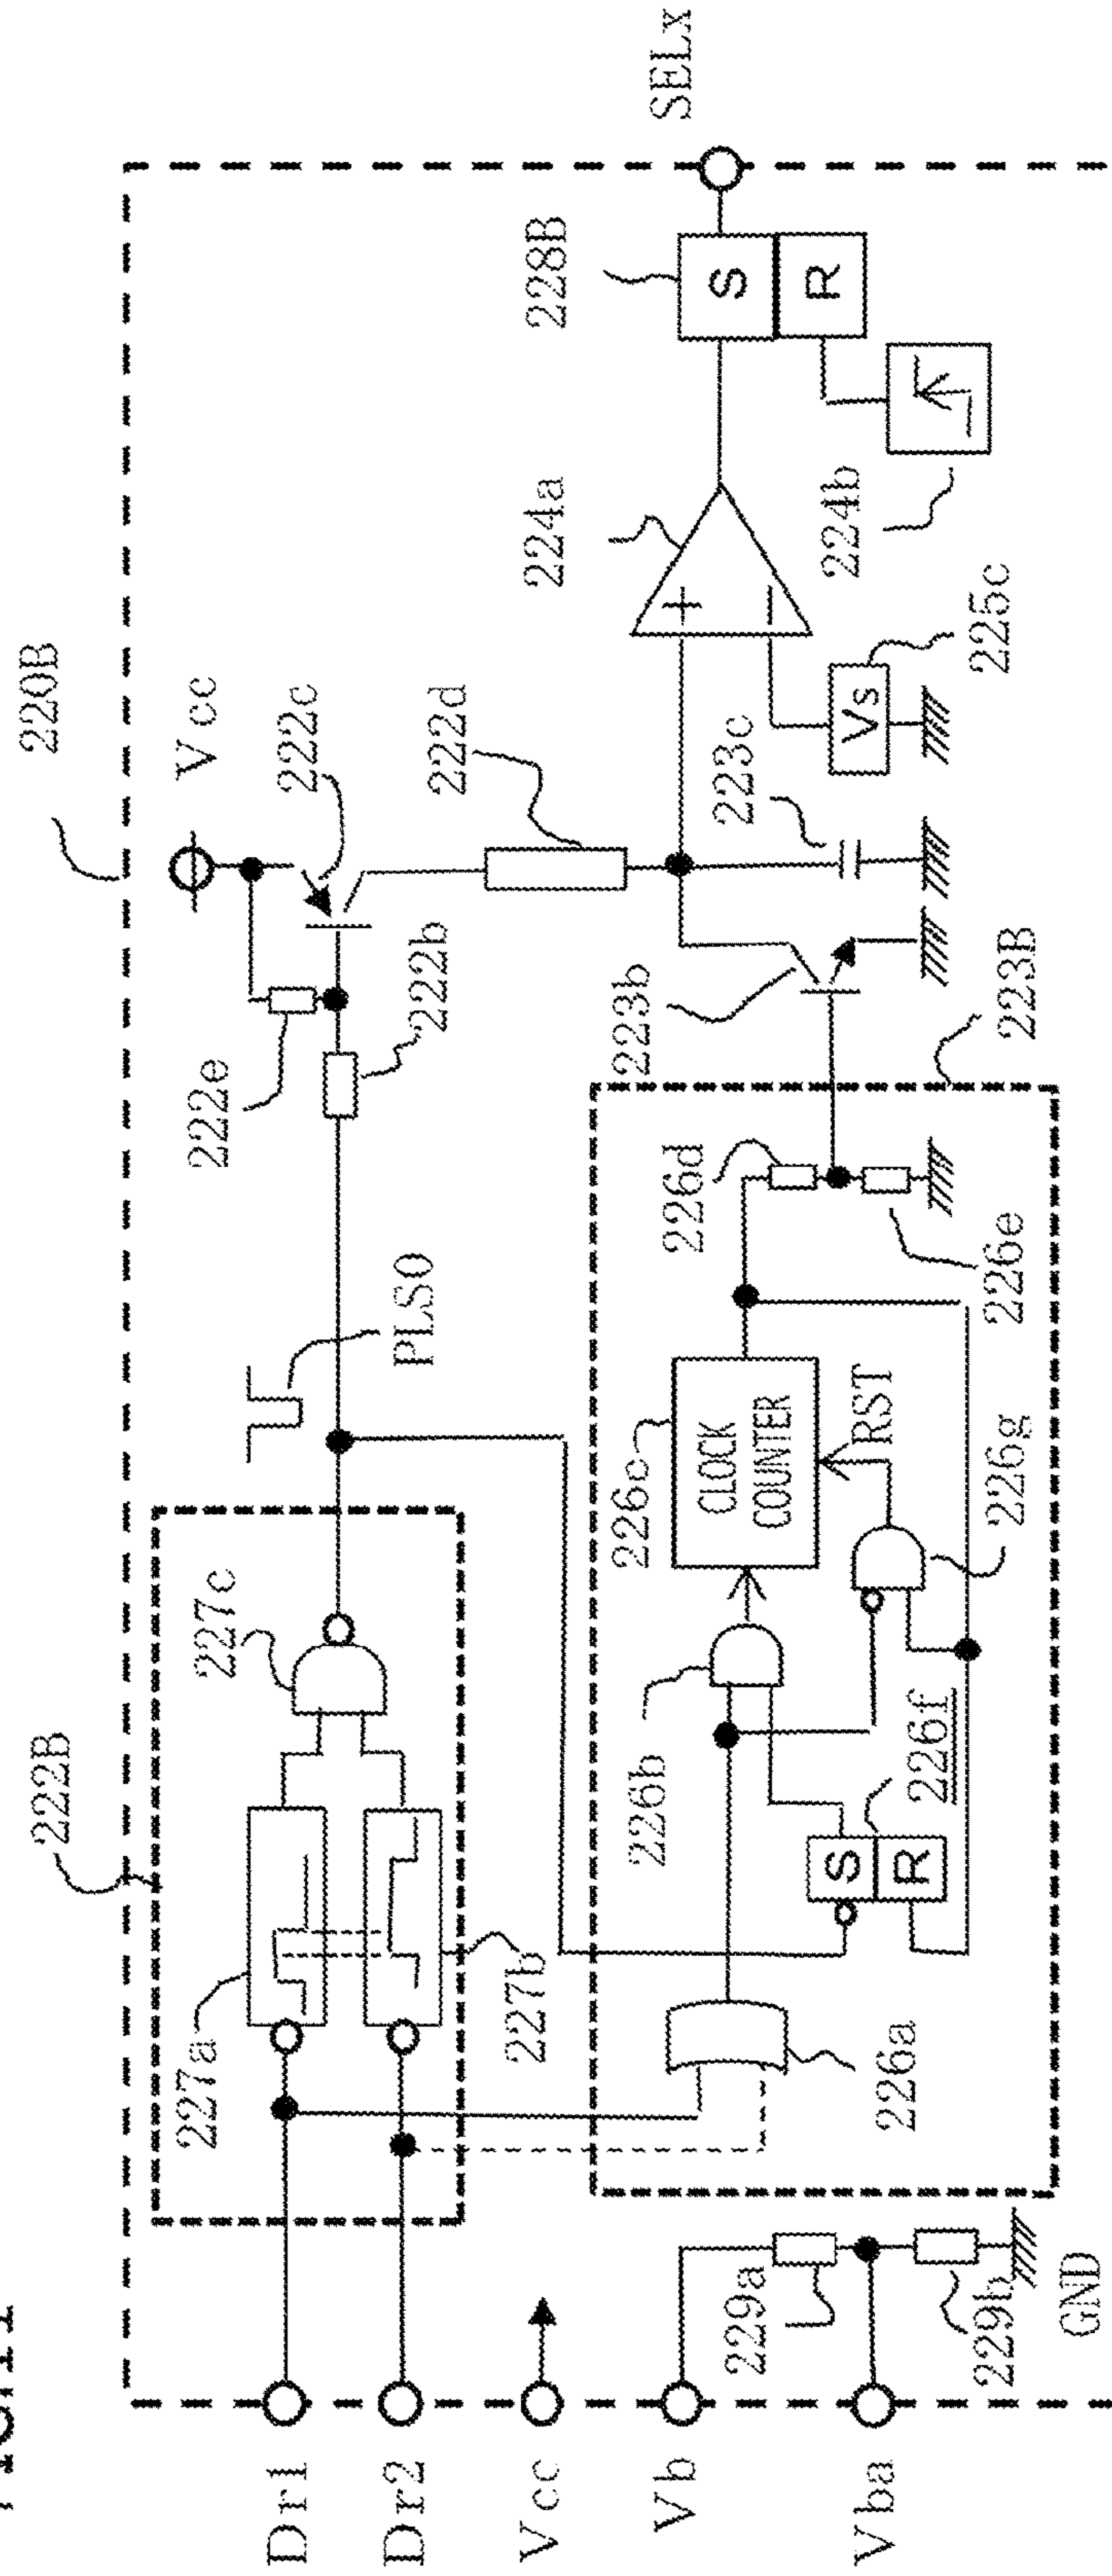 220B
222B
Vcc
222c
222e
222b
222d
227c
227a
227b
PLS0
SELx
228B
S
R
224a
+
−
224b
Vs
225c
223c
223b
223B
226d
226e
226c
CLOCK
COUNTER
RST
226g
226b
S
R
226f
226a
Dr1
Dr2
Vcc
Vb
Vba
229a
229b
GND